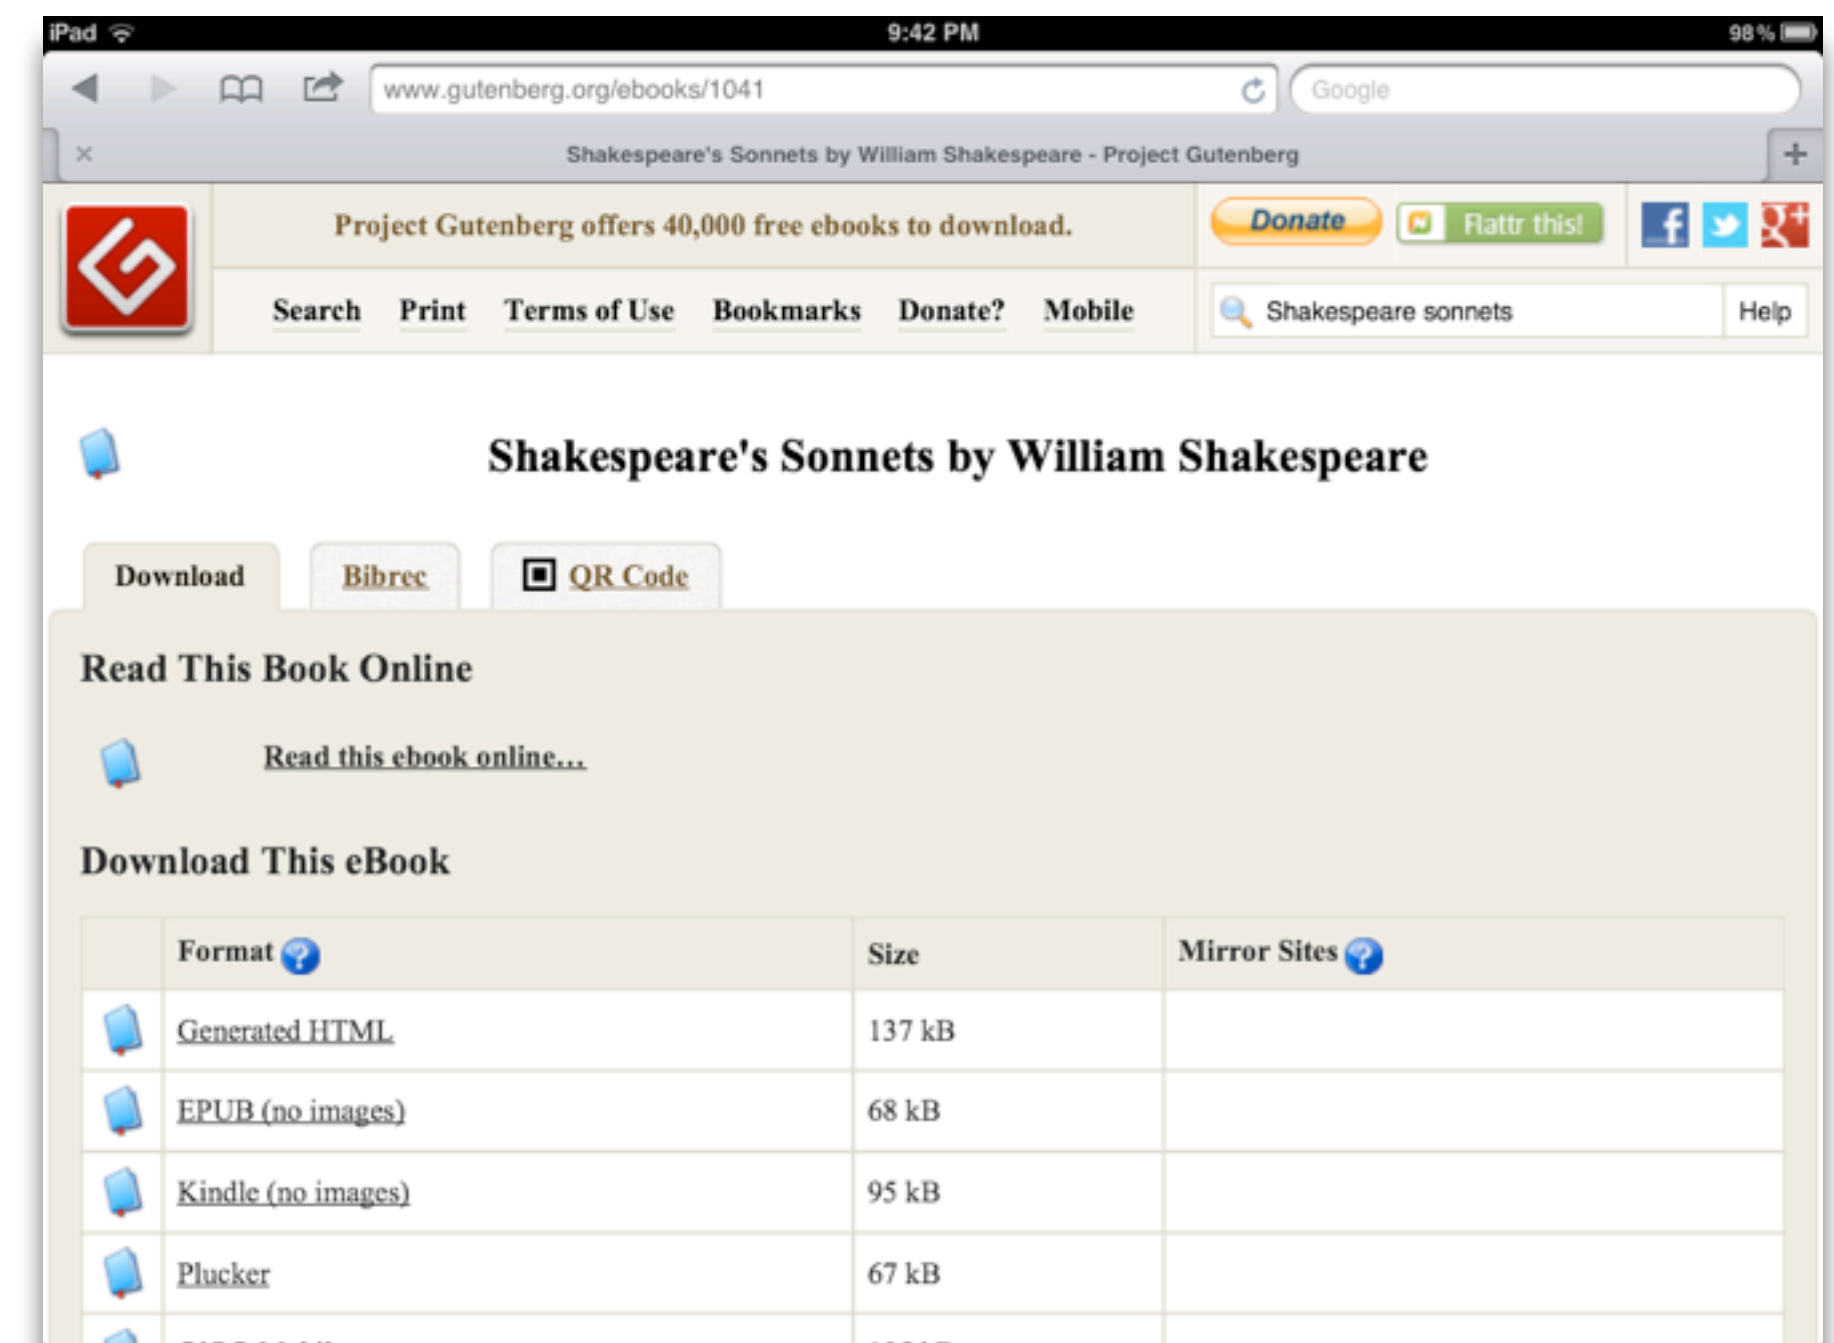 iPad 9:42 PM 98%
www.gutenberg.org/ebooks/1041 Google
× Shakespeare's Sonnets by William Shakespeare - Project Gutenberg +
Project Gutenberg offers 40,000 free ebooks to download. Donate Flattr this! f g+
Search Print Terms of Use Bookmarks Donate? Mobile Shakespeare sonnets Help
Shakespeare's Sonnets by William Shakespeare
Download Bibrec QR Code
Read This Book Online
Read this ebook online…
Download This eBook
Format ? Size Mirror Sites ?
Generated HTML 137 kB
EPUB (no images) 68 kB
Kindle (no images) 95 kB
Plucker 67 kB